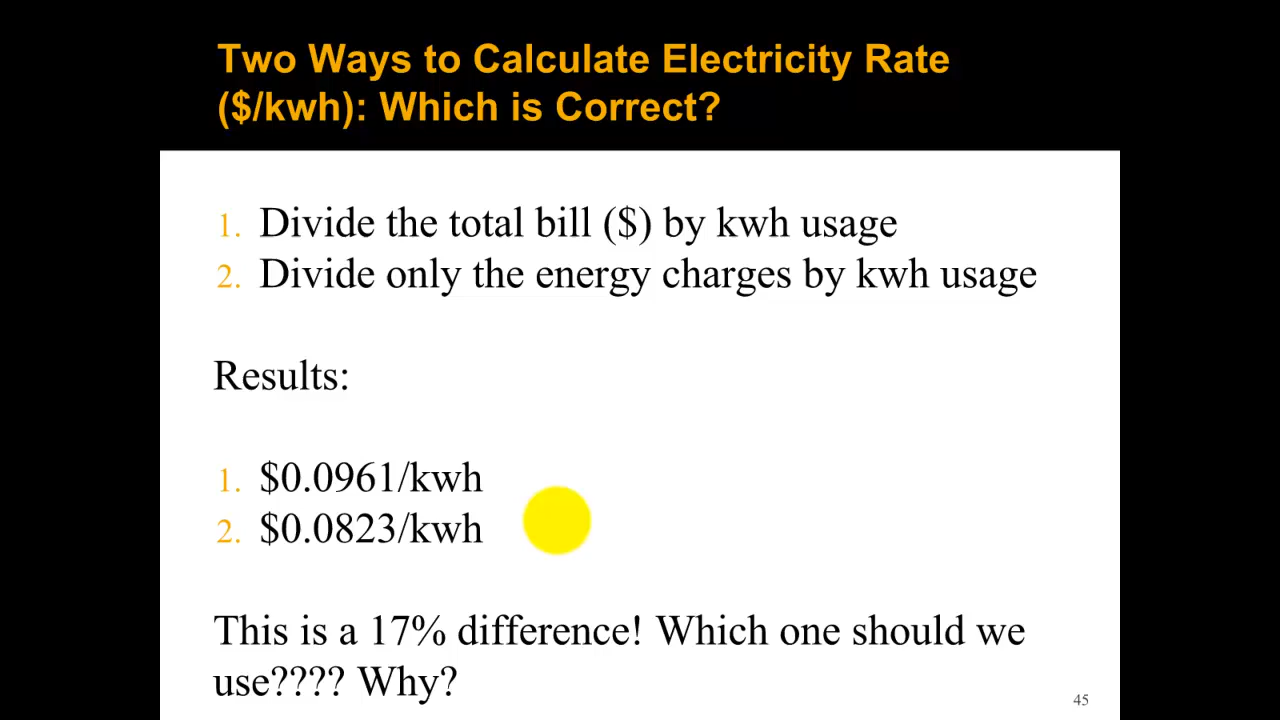 Two Ways to Calculate Electricity Rate
($/kwh): Which is Correct?
1. Divide the total bill ($) by kwh usage
2. Divide only the energy charges by kwh usage
Results:
1. $0.0961/kwh
2. $0.0823/kwh
This is a 17% difference! Which one should we
use???? Why?
45